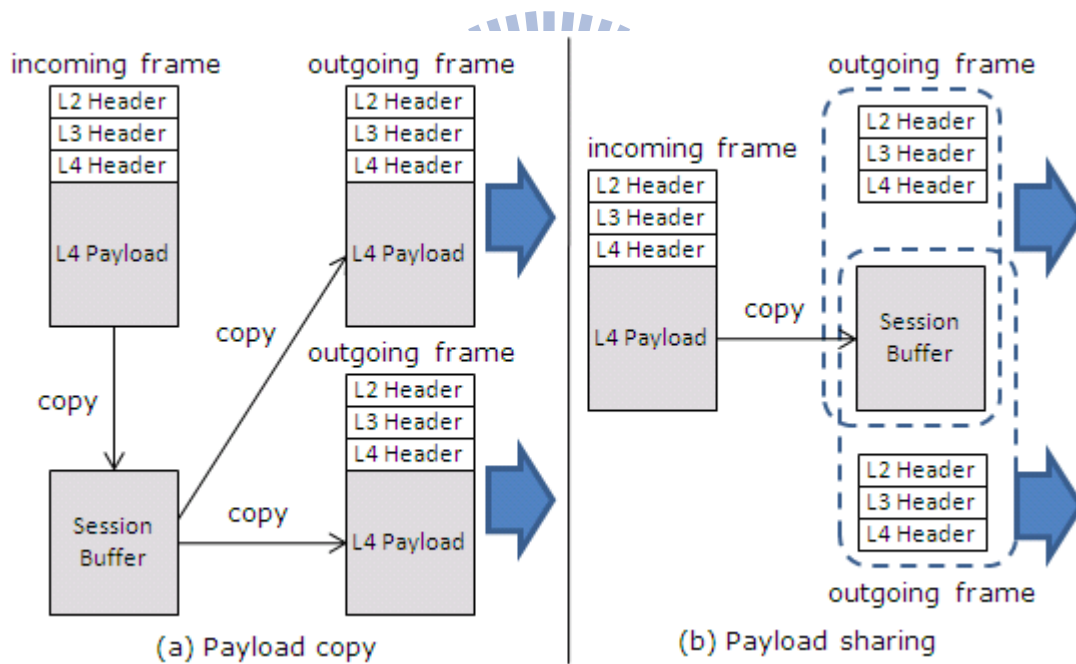 incoming frame
L2 Header
L3 Header
L4 Header
L4 Payload
copy
Session
Buffer
copy
copy
outgoing frame
L2 Header
L3 Header
L4 Header
L4 Payload
outgoing frame
L2 Header
L3 Header
L4 Header
L4 Payload
(a) Payload copy
incoming frame
L2 Header
L3 Header
L4 Header
L4 Payload
copy
outgoing frame
L2 Header
L3 Header
L4 Header
Session
Buffer
L2 Header
L3 Header
L4 Header
outgoing frame
(b) Payload sharing